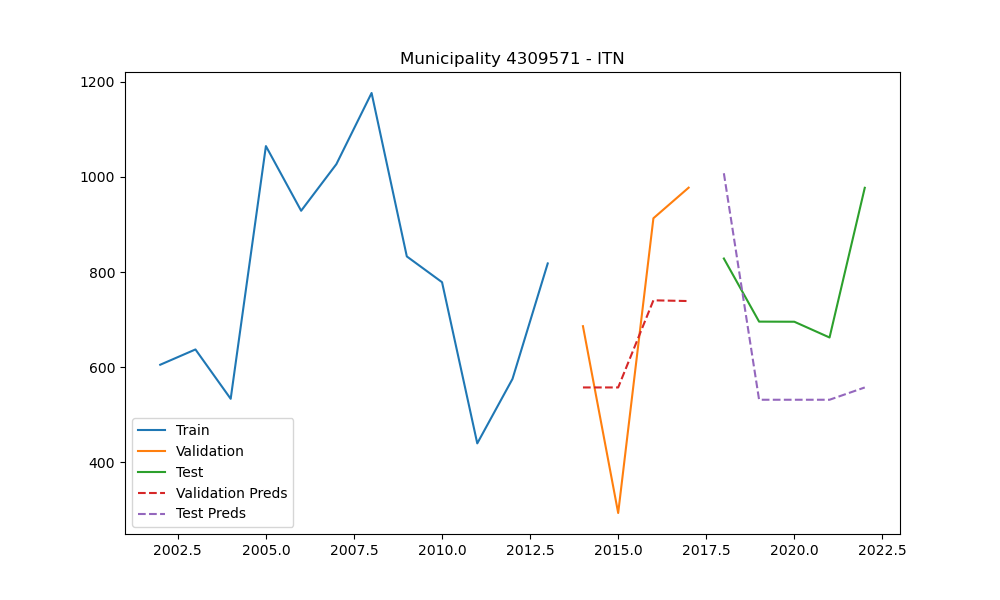 Municipality 4309571 - ITN
1200
1000
800
600
400
Train
Validation
Test
Validation Preds
Test Preds
2002.5 2005.0 2007.5 2010.0 2012.5 2015.0 2017.5 2020.0 2022.5